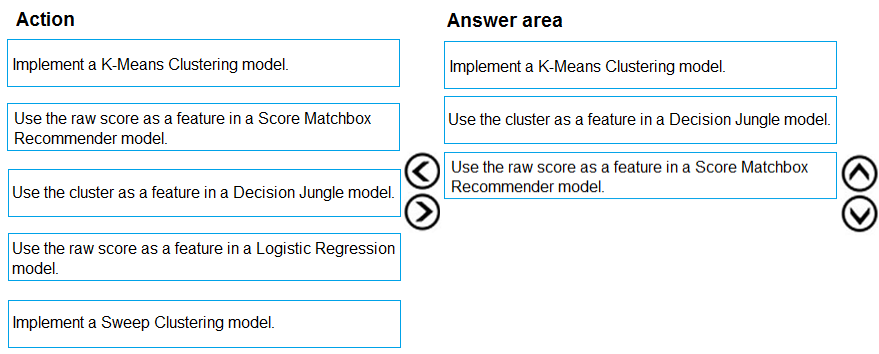 Action
Implement a K-Means Clustering model.
Use the raw score as a feature in a Score Matchbox
Recommender model.
Use the cluster as a feature in a Decision Jungle model.
Use the raw score as a feature in a Logistic Regression
model.
Implement a Sweep Clustering model.
Answer area
Implement a K-Means Clustering model.
Use the cluster as a feature in a Decision Jungle model.
Use the raw score as a feature in a Score Matchbox
Recommender model.